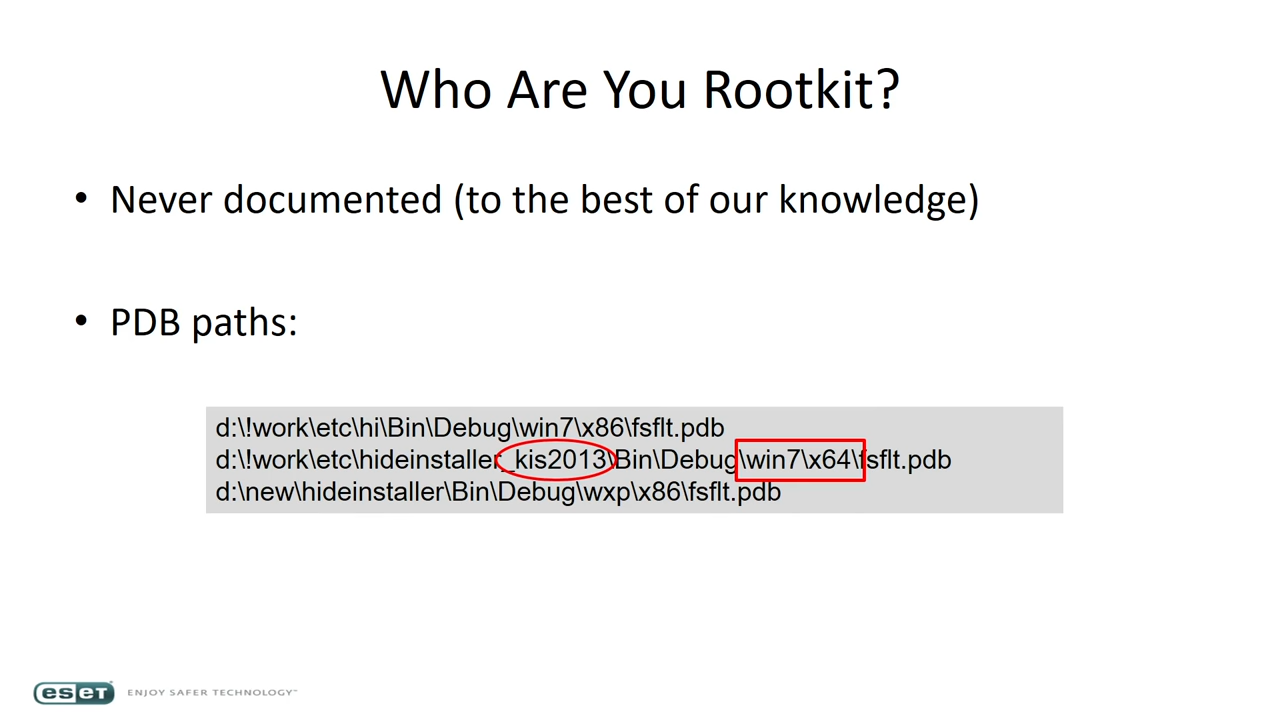 Who Are You Rootkit?
• Never documented (to the best of our knowledge)
• PDB paths:
d:\!work\etc\hi\Bin\Debug\win7\x86\fsflt.pdb
d:\!work\etc\hideinstaller_kis2013\Bin\Debug\win7\x64\fsflt.pdb
d:\new\hideinstaller\Bin\Debug\wxp\x86\fsflt.pdb
eset ENJOY SAFER TECHNOLOGY™